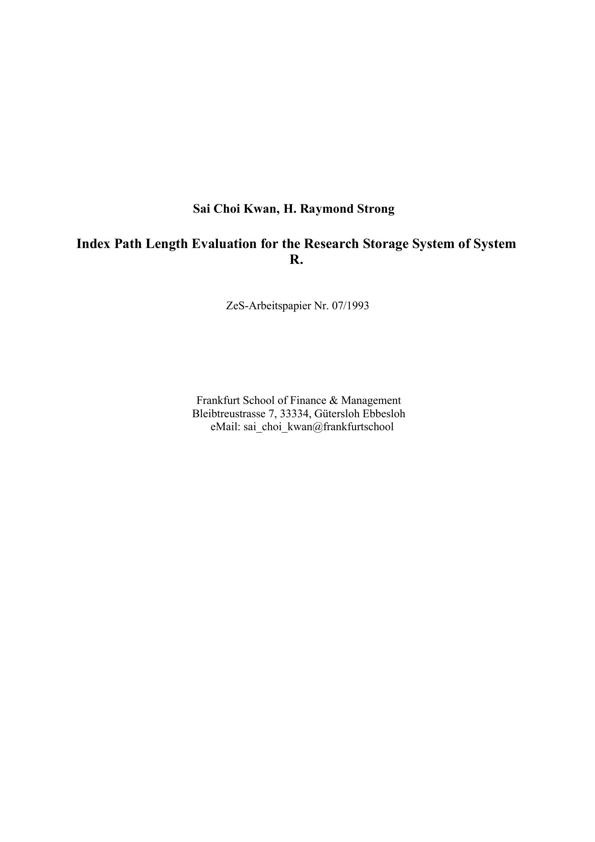 Sai Choi Kwan, H. Raymond Strong
Index Path Length Evaluation for the Research Storage System of System
R.
ZeS-Arbeitspapier Nr. 07/1993
Frankfurt School of Finance & Management
Bleibtreustrasse 7, 33334, Gütersloh Ebbesloh
eMail: sai_choi_kwan@frankfurtschool